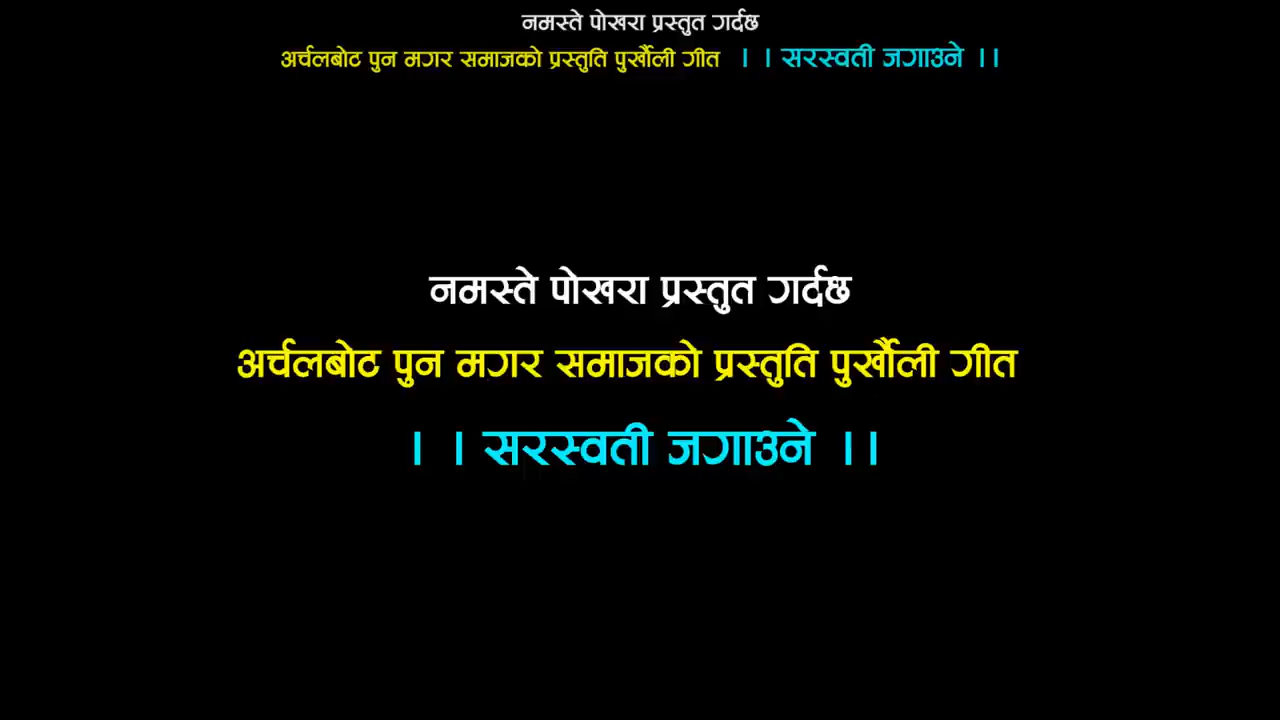 नमस्ते पोखरा प्रस्तुत गर्दछ
अर्चलबोट पुन मगर समाजको प्रस्तुति पुर्खौली गीत । । सरस्वती जगाउने ।।
नमस्ते पोखरा प्रस्तुत गर्दछ
अर्चलबोट पुन मगर समाजको प्रस्तुति पुर्खौली गीत
। । सरस्वती जगाउने ।।